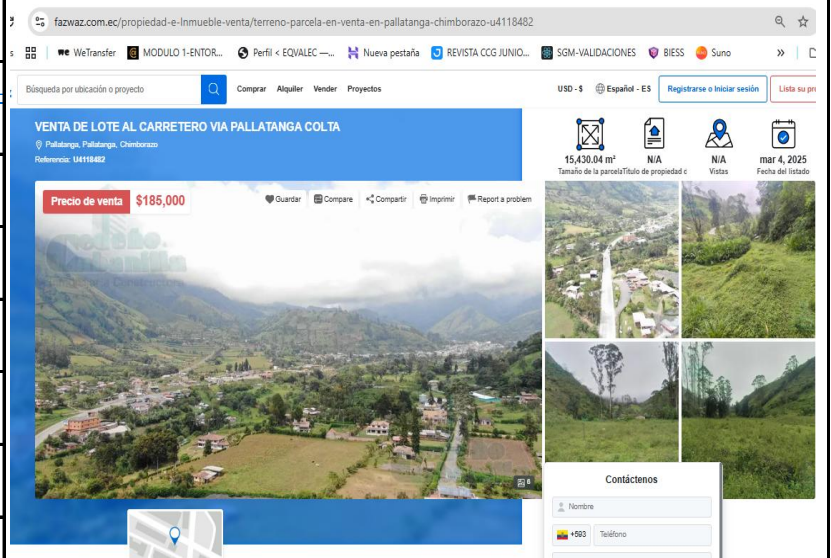 fazwaz.com.ec/propiedad-e-Inmueble-venta/terreno-parcela-en-venta-en-pallatanga-chimborazo-u4118482
s WeTransfer MODULO 1-ENTOR... Perfil < EQVALEC —... Nueva pestaña REVISTA CCG JUNIO... SGM-VALIDACIONES BIESS Suno »
Búsqueda por ubicación o proyecto Comprar Alquiler Vender Proyectos USD - $ Español - ES Registrarse o Iniciar sesión Lista su pro
VENTA DE LOTE AL CARRETERO VIA PALLATANGA COLTA
Pallatanga, Pallatanga, Chimborazo
Referencia: U4118482
15,430.04 m² N/A N/A mar 4, 2025
Tamaño de la parcela Título de propiedad c Vistas Fecha del listado
Precio de venta $185,000 Guardar Compare Compartir Imprimir Report a problem
6
Contáctenos
Nombre
+593 Teléfono